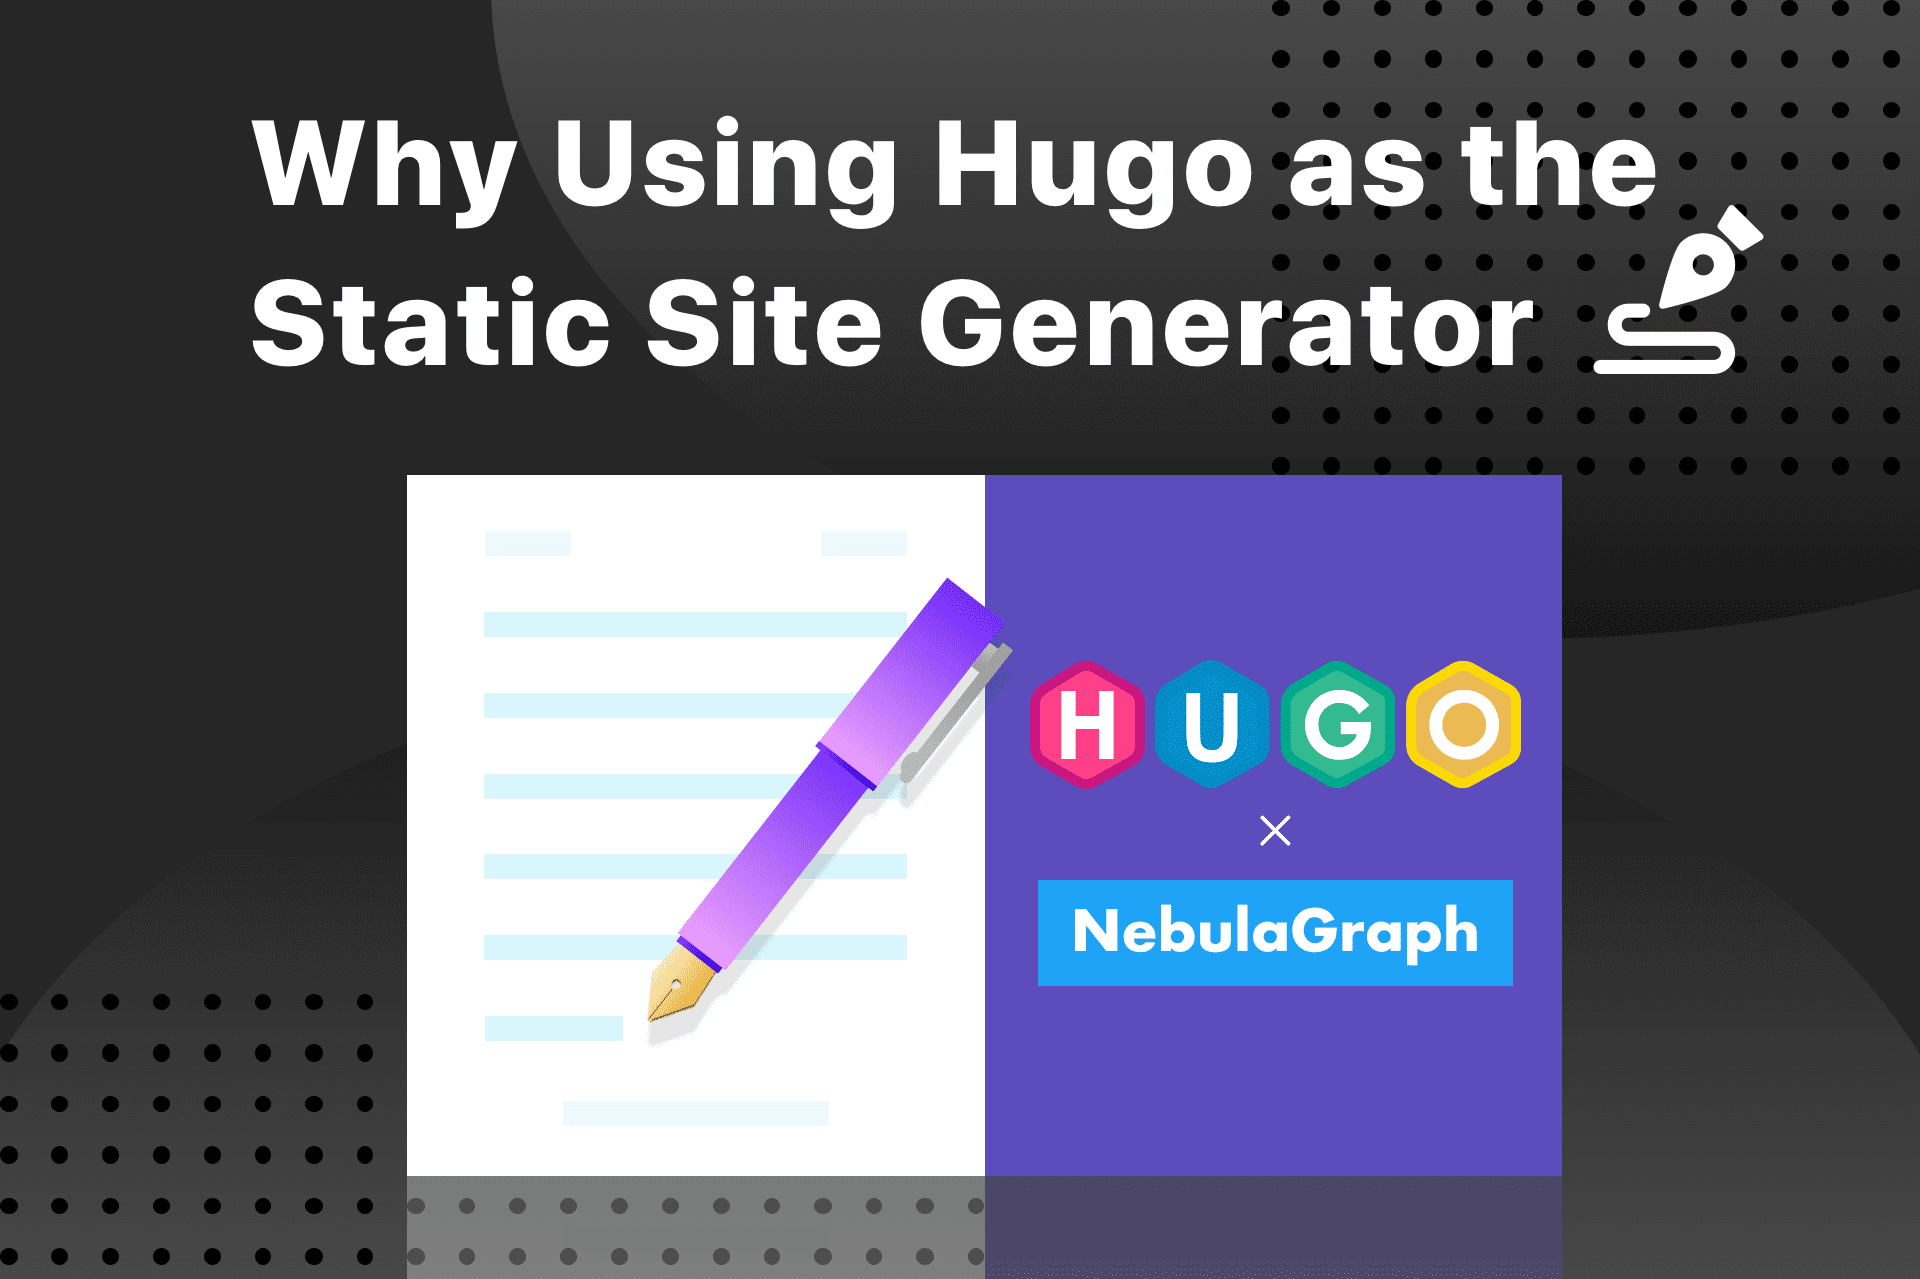 Why Using Hugo as the
Static Site Generator
HUGO
×
NebulaGraph